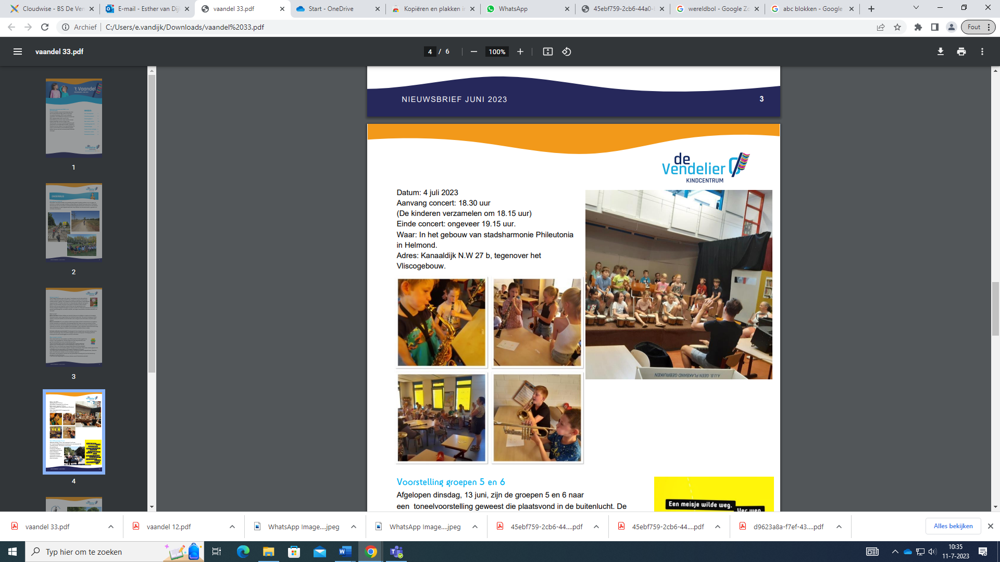 Cloudwise - BS De Ven
E-mail - Esther van Dijk
vaandel 33.pdf
Start - OneDrive
Kopiëren en plakken in
WhatsApp
45ebf759-2cb6-44a0-
wereldbol - Google Zo
abc blokken - Google
Archief
C:/Users/e.vandijk/Downloads/vaandel%2033.pdf
Fout
vaandel 33.pdf
4 / 6
100%
't Vaandel
1
2
3
4
NIEUWSBRIEF JUNI 2023
3
de
Vendelier
KINDCENTRUM
Datum: 4 juli 2023
Aanvang concert: 18.30 uur
(De kinderen verzamelen om 18.15 uur)
Einde concert: ongeveer 19.15 uur.
Waar: In het gebouw van stadsharmonie Phileutonia
in Helmond.
Adres: Kanaaldijk N.W 27 b, tegenover het
Vliscogebouw.
A.U.B. GEEN PLAKBAND GEBRUIKEN
Voorstelling groepen 5 en 6
Afgelopen dinsdag, 13 juni, zijn de groepen 5 en 6 naar
een toneelvoorstelling geweest die plaatsvond in de buitenlucht. De
Een meisje wilde weg.
Ver weg
vaandel 33.pdf
vaandel 12.pdf
WhatsApp Image....jpeg
WhatsApp Image....jpeg
45ebf759-2cb6-44....pdf
45ebf759-2cb6-44....pdf
d9623a8a-f7ef-43....pdf
Alles bekijken
Typ hier om te zoeken
10:35
11-7-2023